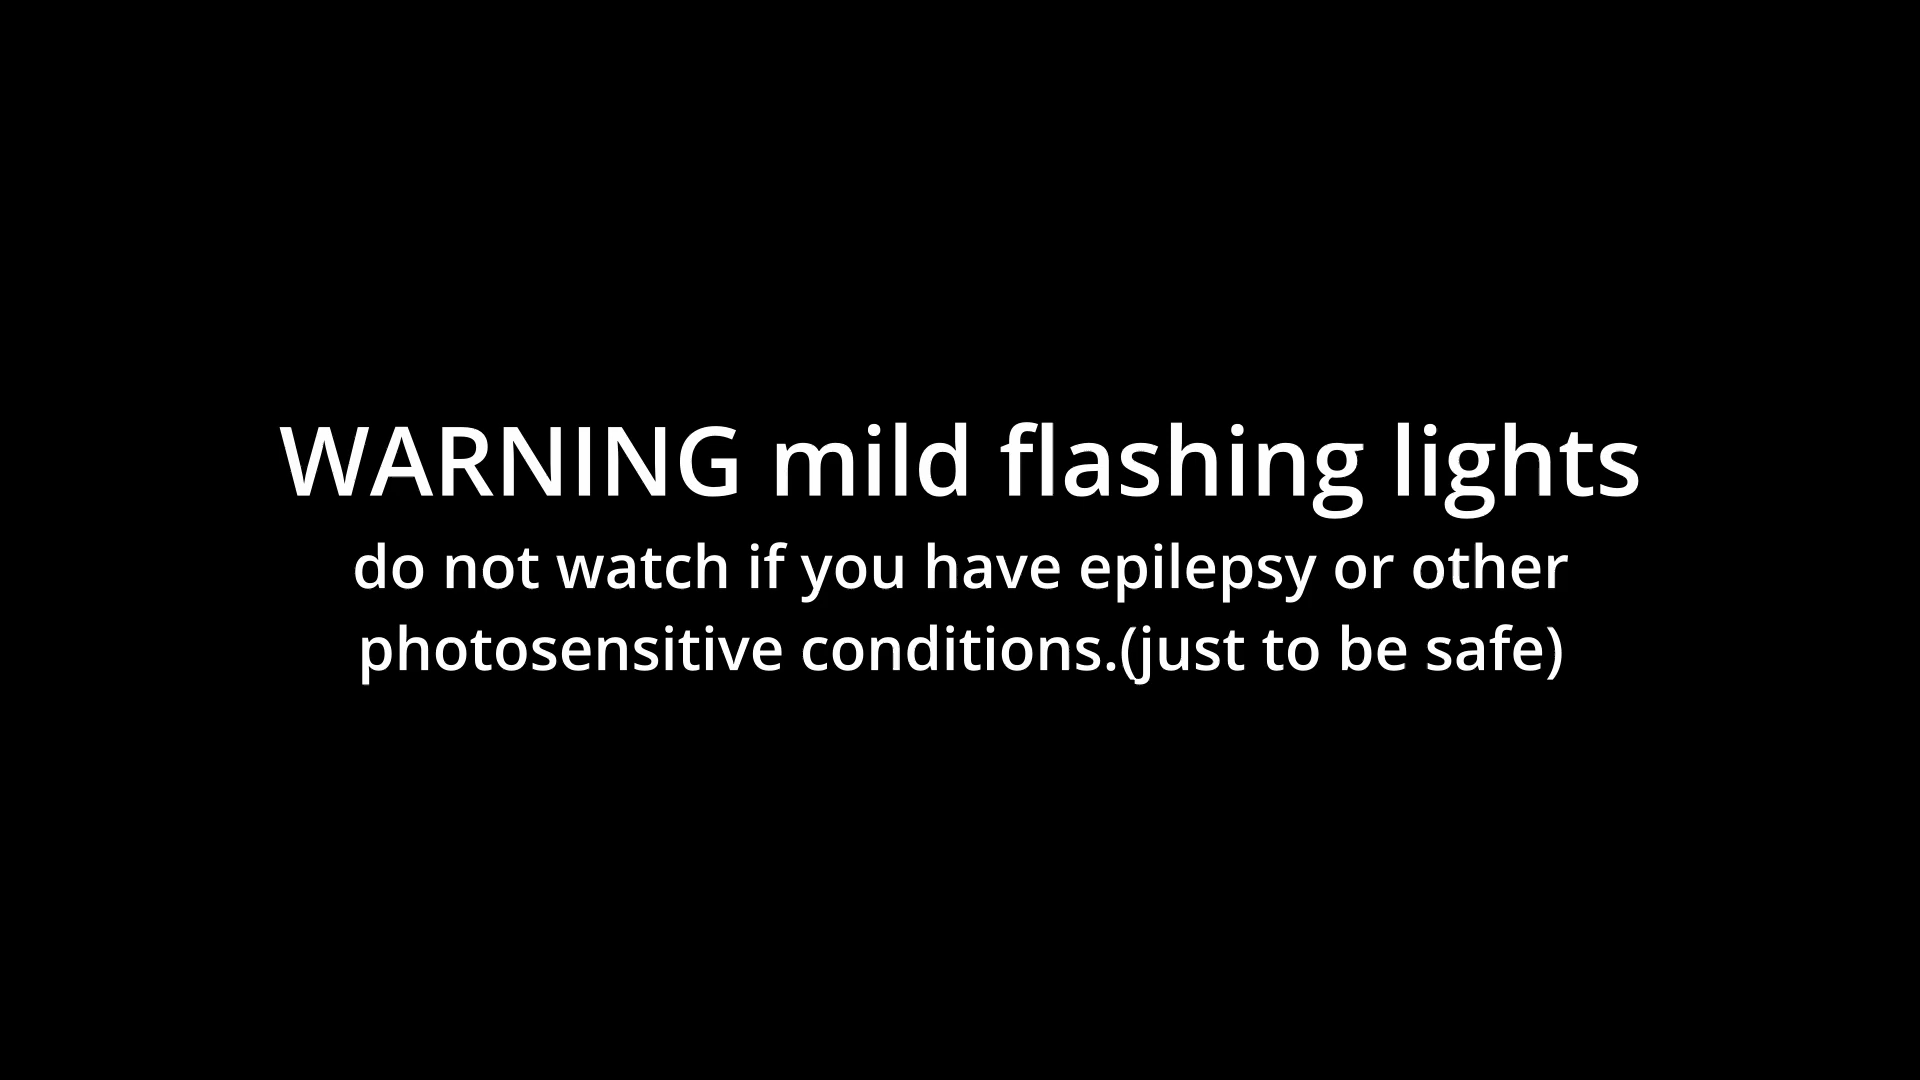 WARNING mild flashing lights
do not watch if you have epilepsy or other
photosensitive conditions.(just to be safe)